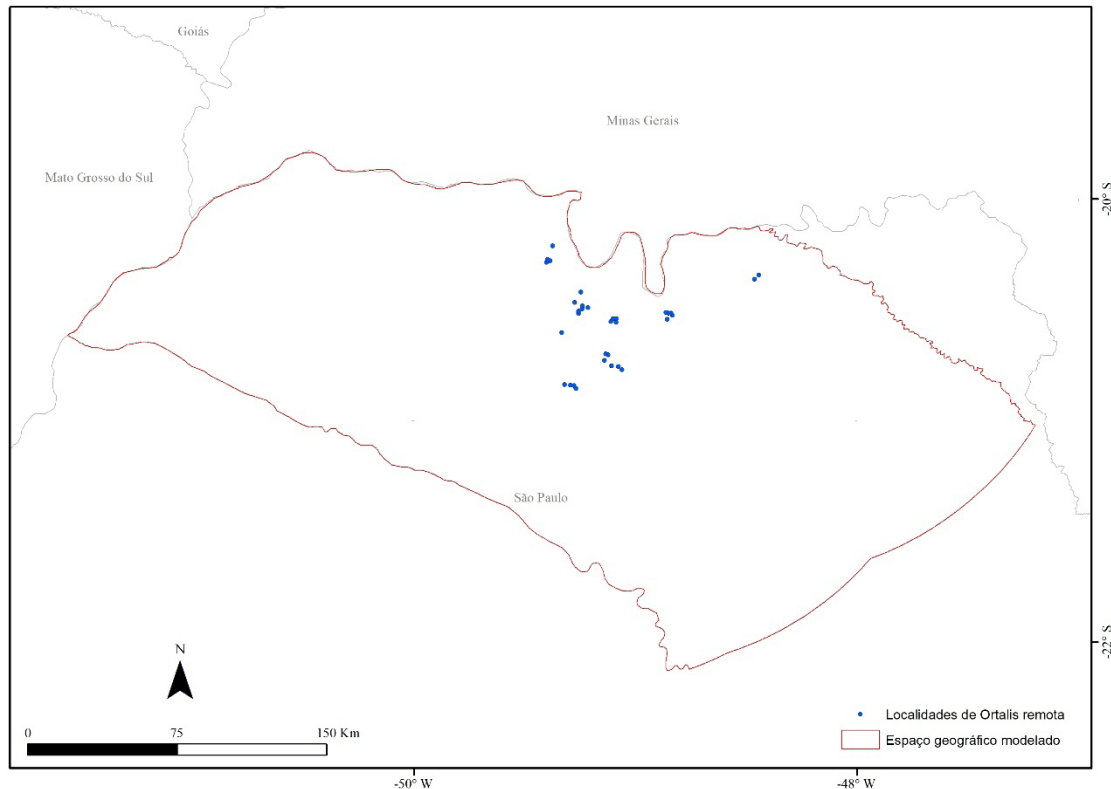 Goiás
Minas Gerais
Mato Grosso do Sul
-20° S
São Paulo
-22° S
N
0 75 150 Km
Localidades de Ortalis remota
Espaço geográfico modelado
-50° W
-48° W